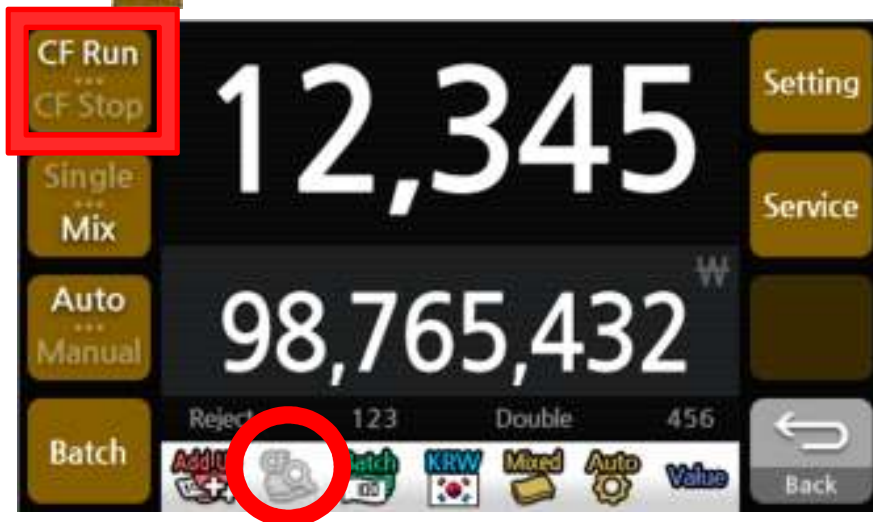 CF Run
CF Stop
12,345
Setting
Single
Mix
Service
₩
98,765,432
Auto
Manual
Reject 123 Double 456
Batch
Add Up CF Batch KRW Mixed Auto Value
Back